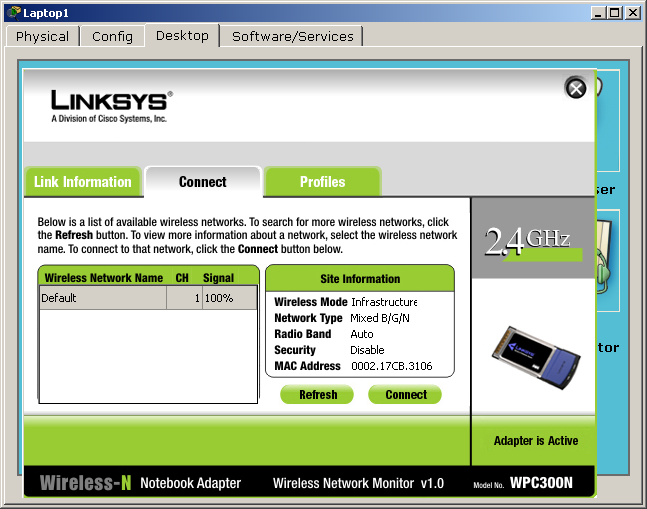 Laptop1
Physical Config Desktop Software/Services
LINKSYS®
A Division of Cisco Systems, Inc.
Link Information Connect Profiles
Below is a list of available wireless networks. To search for more wireless networks, click
the Refresh button. To view more information about a network, select the wireless network
name. To connect to that network, click the Connect button below.
2.4GHz
Wireless Network Name CH Signal
Default 1 100%
Site Information
Wireless Mode Infrastructure
Network Type Mixed B/G/N
Radio Band Auto
Security Disable
MAC Address 0002.17CB.3106
Refresh Connect
ser
tor
LINKSYS
Adapter is Active
Wireless-N Notebook Adapter Wireless Network Monitor v1.0 Model No. WPC300N